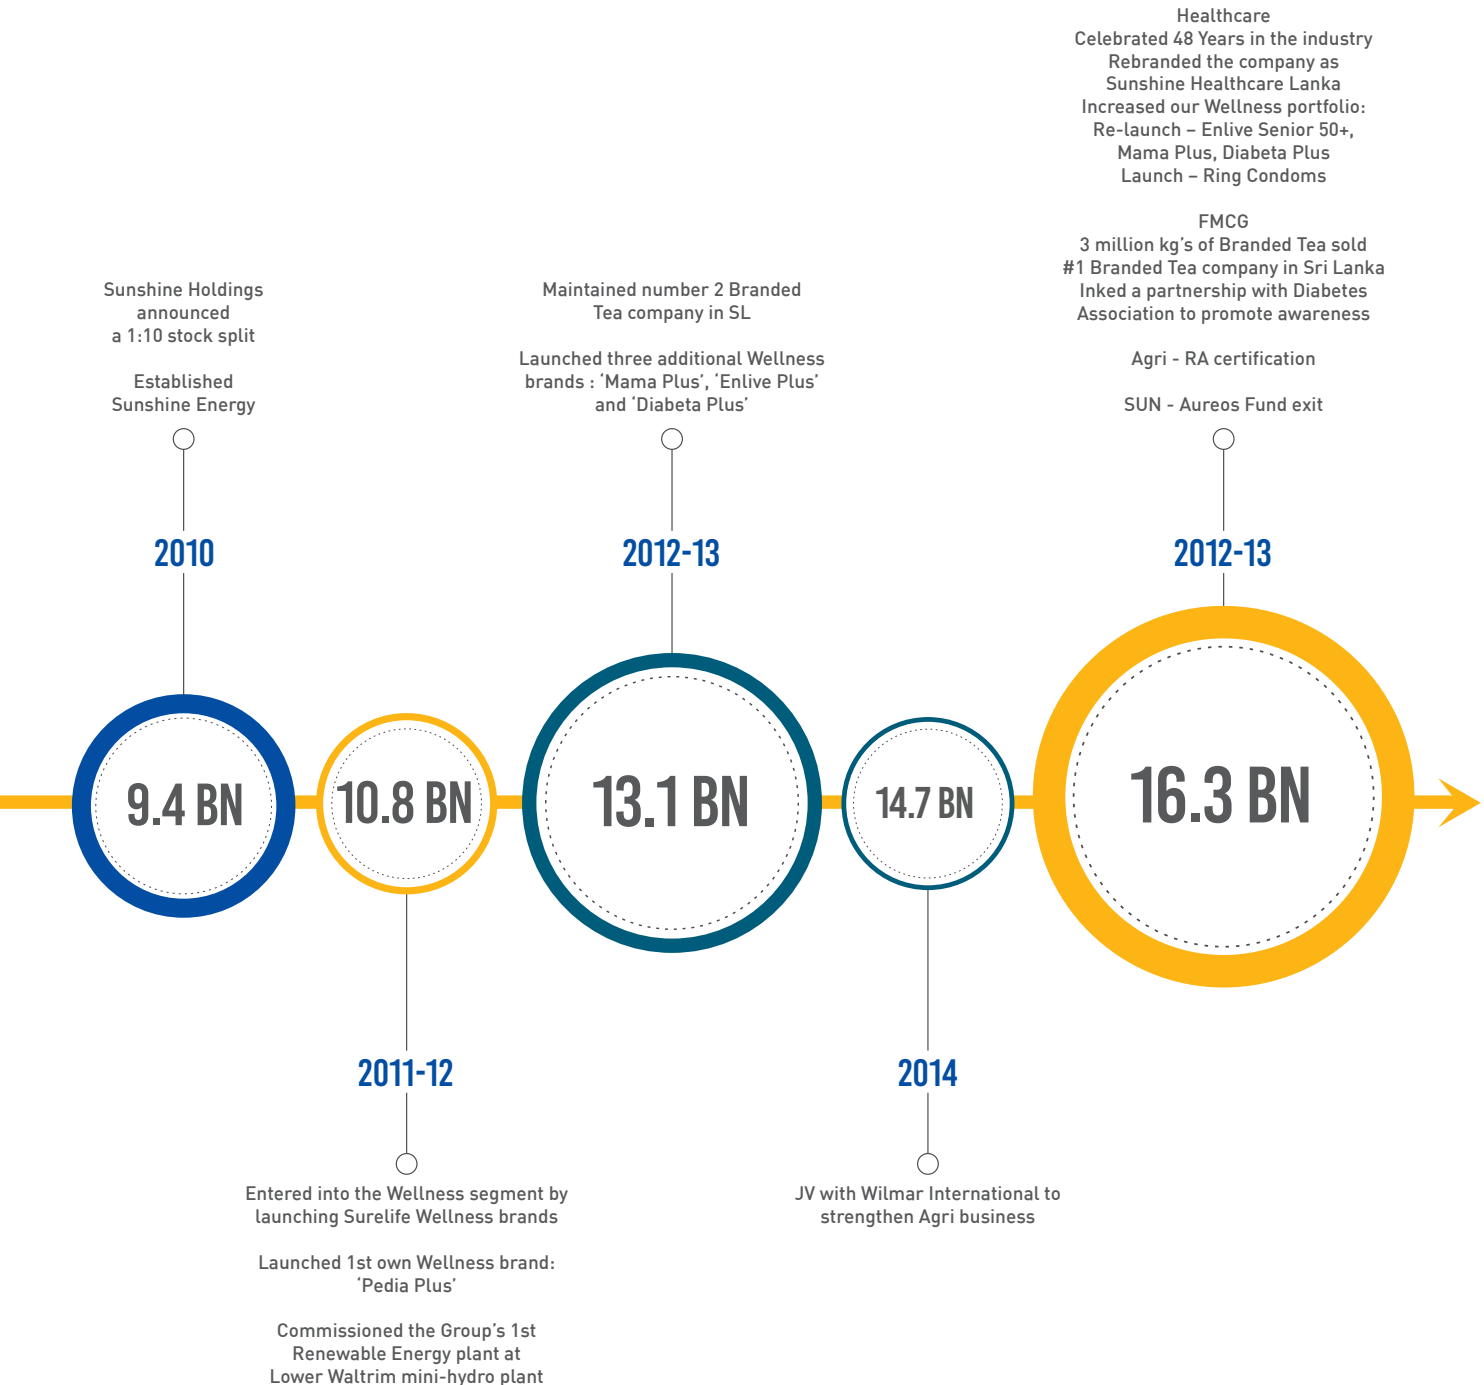 Healthcare
Celebrated 48 Years in the industry
Rebranded the company as
Sunshine Healthcare Lanka
Increased our Wellness portfolio:
Re-launch – Enlive Senior 50+,
Mama Plus, Diabeta Plus
Launch – Ring Condoms
FMCG
3 million kg’s of Branded Tea sold
#1 Branded Tea company in Sri Lanka
Inked a partnership with Diabetes
Association to promote awareness
Agri - RA certification
SUN - Aureos Fund exit
Sunshine Holdings
announced
a 1:10 stock split
Established
Sunshine Energy
Maintained number 2 Branded
Tea company in SL
Launched three additional Wellness
brands : ‘Mama Plus’, ‘Enlive Plus’
and ‘Diabeta Plus’
2010
2012-13
2012-13
9.4 BN
10.8 BN
13.1 BN
14.7 BN
16.3 BN
2011-12
2014
Entered into the Wellness segment by
launching Surelife Wellness brands
Launched 1st own Wellness brand:
‘Pedia Plus’
Commissioned the Group’s 1st
Renewable Energy plant at
Lower Waltrim mini-hydro plant
JV with Wilmar International to
strengthen Agri business